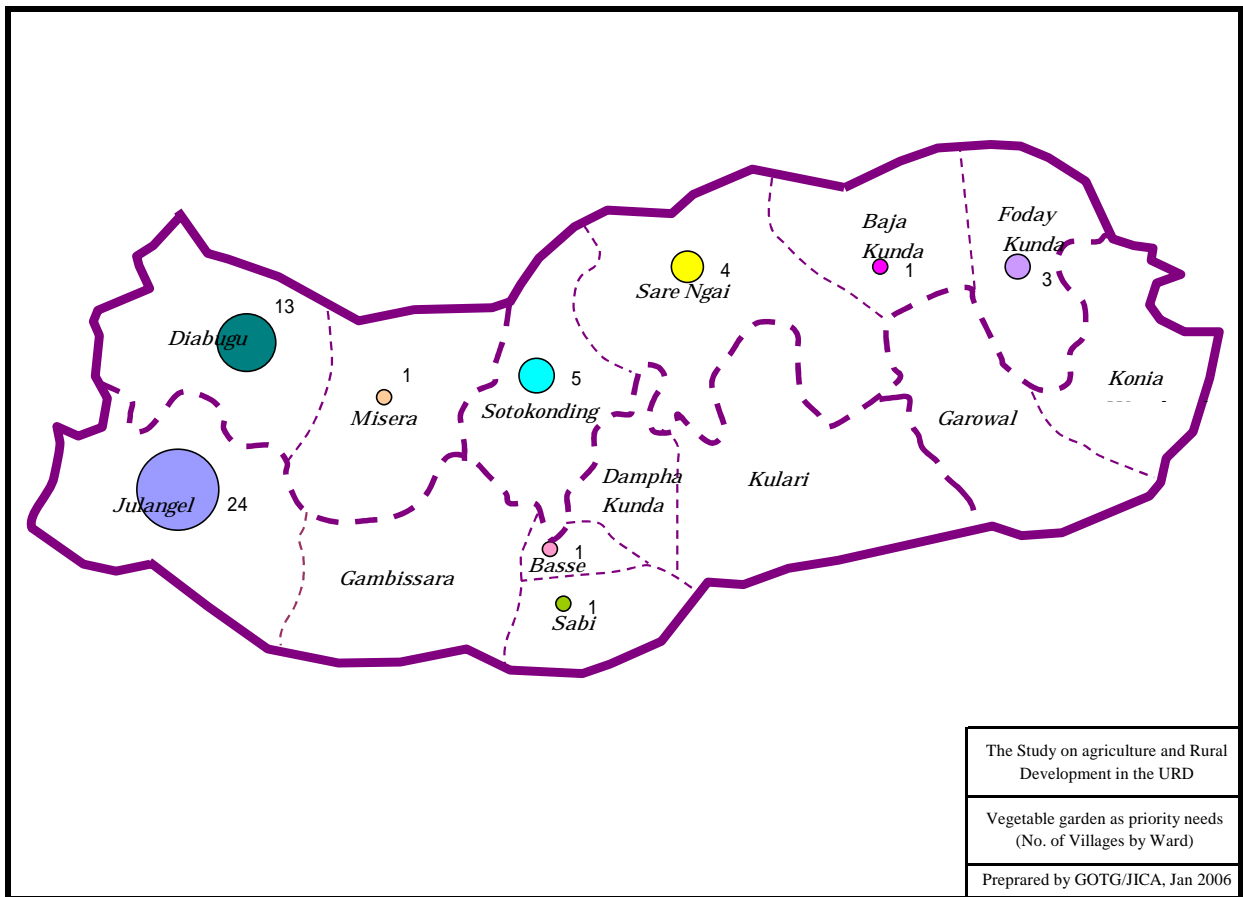 Baja
Kunda
1
Foday
Kunda
3
4
Sare Ngai
13
Diabugu
1
Misera
5
Sotokonding
Konia
Garowal
Dampha
Kunda
Kulari
Julangel 24
1
Basse
Gambissara
1
Sabi
The Study on agriculture and Rural
Development in the URD
Vegetable garden as priority needs
(No. of Villages by Ward)
Preprared by GOTG/JICA, Jan 2006